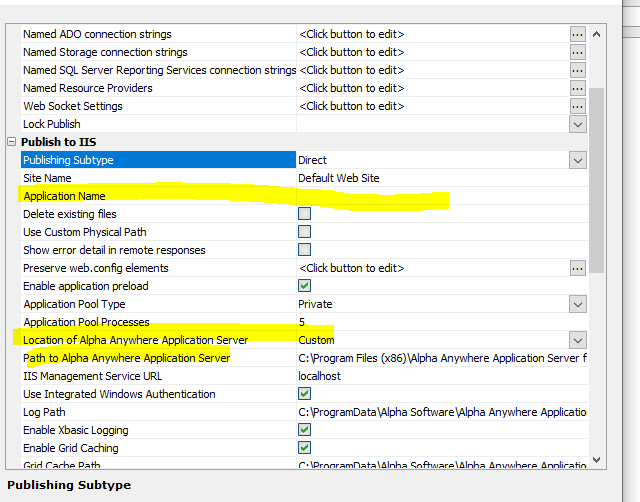 Named ADO connection strings <Click button to edit> ...
Named Storage connection strings <Click button to edit> ...
Named SQL Server Reporting Services connection strings <Click button to edit> ...
Named Resource Providers <Click button to edit> ...
Web Socket Settings <Click button to edit> ...
Lock Publish
Publish to IIS
Publishing Subtype Direct
Site Name Default Web Site
Application Name
Delete existing files
Use Custom Physical Path
Show error detail in remote responses
Preserve web.config elements <Click button to edit> ...
Enable application preload
Application Pool Type Private
Application Pool Processes 5
Location of Alpha Anywhere Application Server Custom
Path to Alpha Anywhere Application Server C:\Program Files (x86)\Alpha Anywhere Application Server f
IIS Management Service URL localhost
Use Integrated Windows Authentication
Log Path C:\ProgramData\Alpha Software\Alpha Anywhere Applicatior
Enable Xbasic Logging
Enable Grid Caching
Grid Cache Path C:\ProgramData\Alpha Software\Alpha Anywhere Applicatior
Publishing Subtype